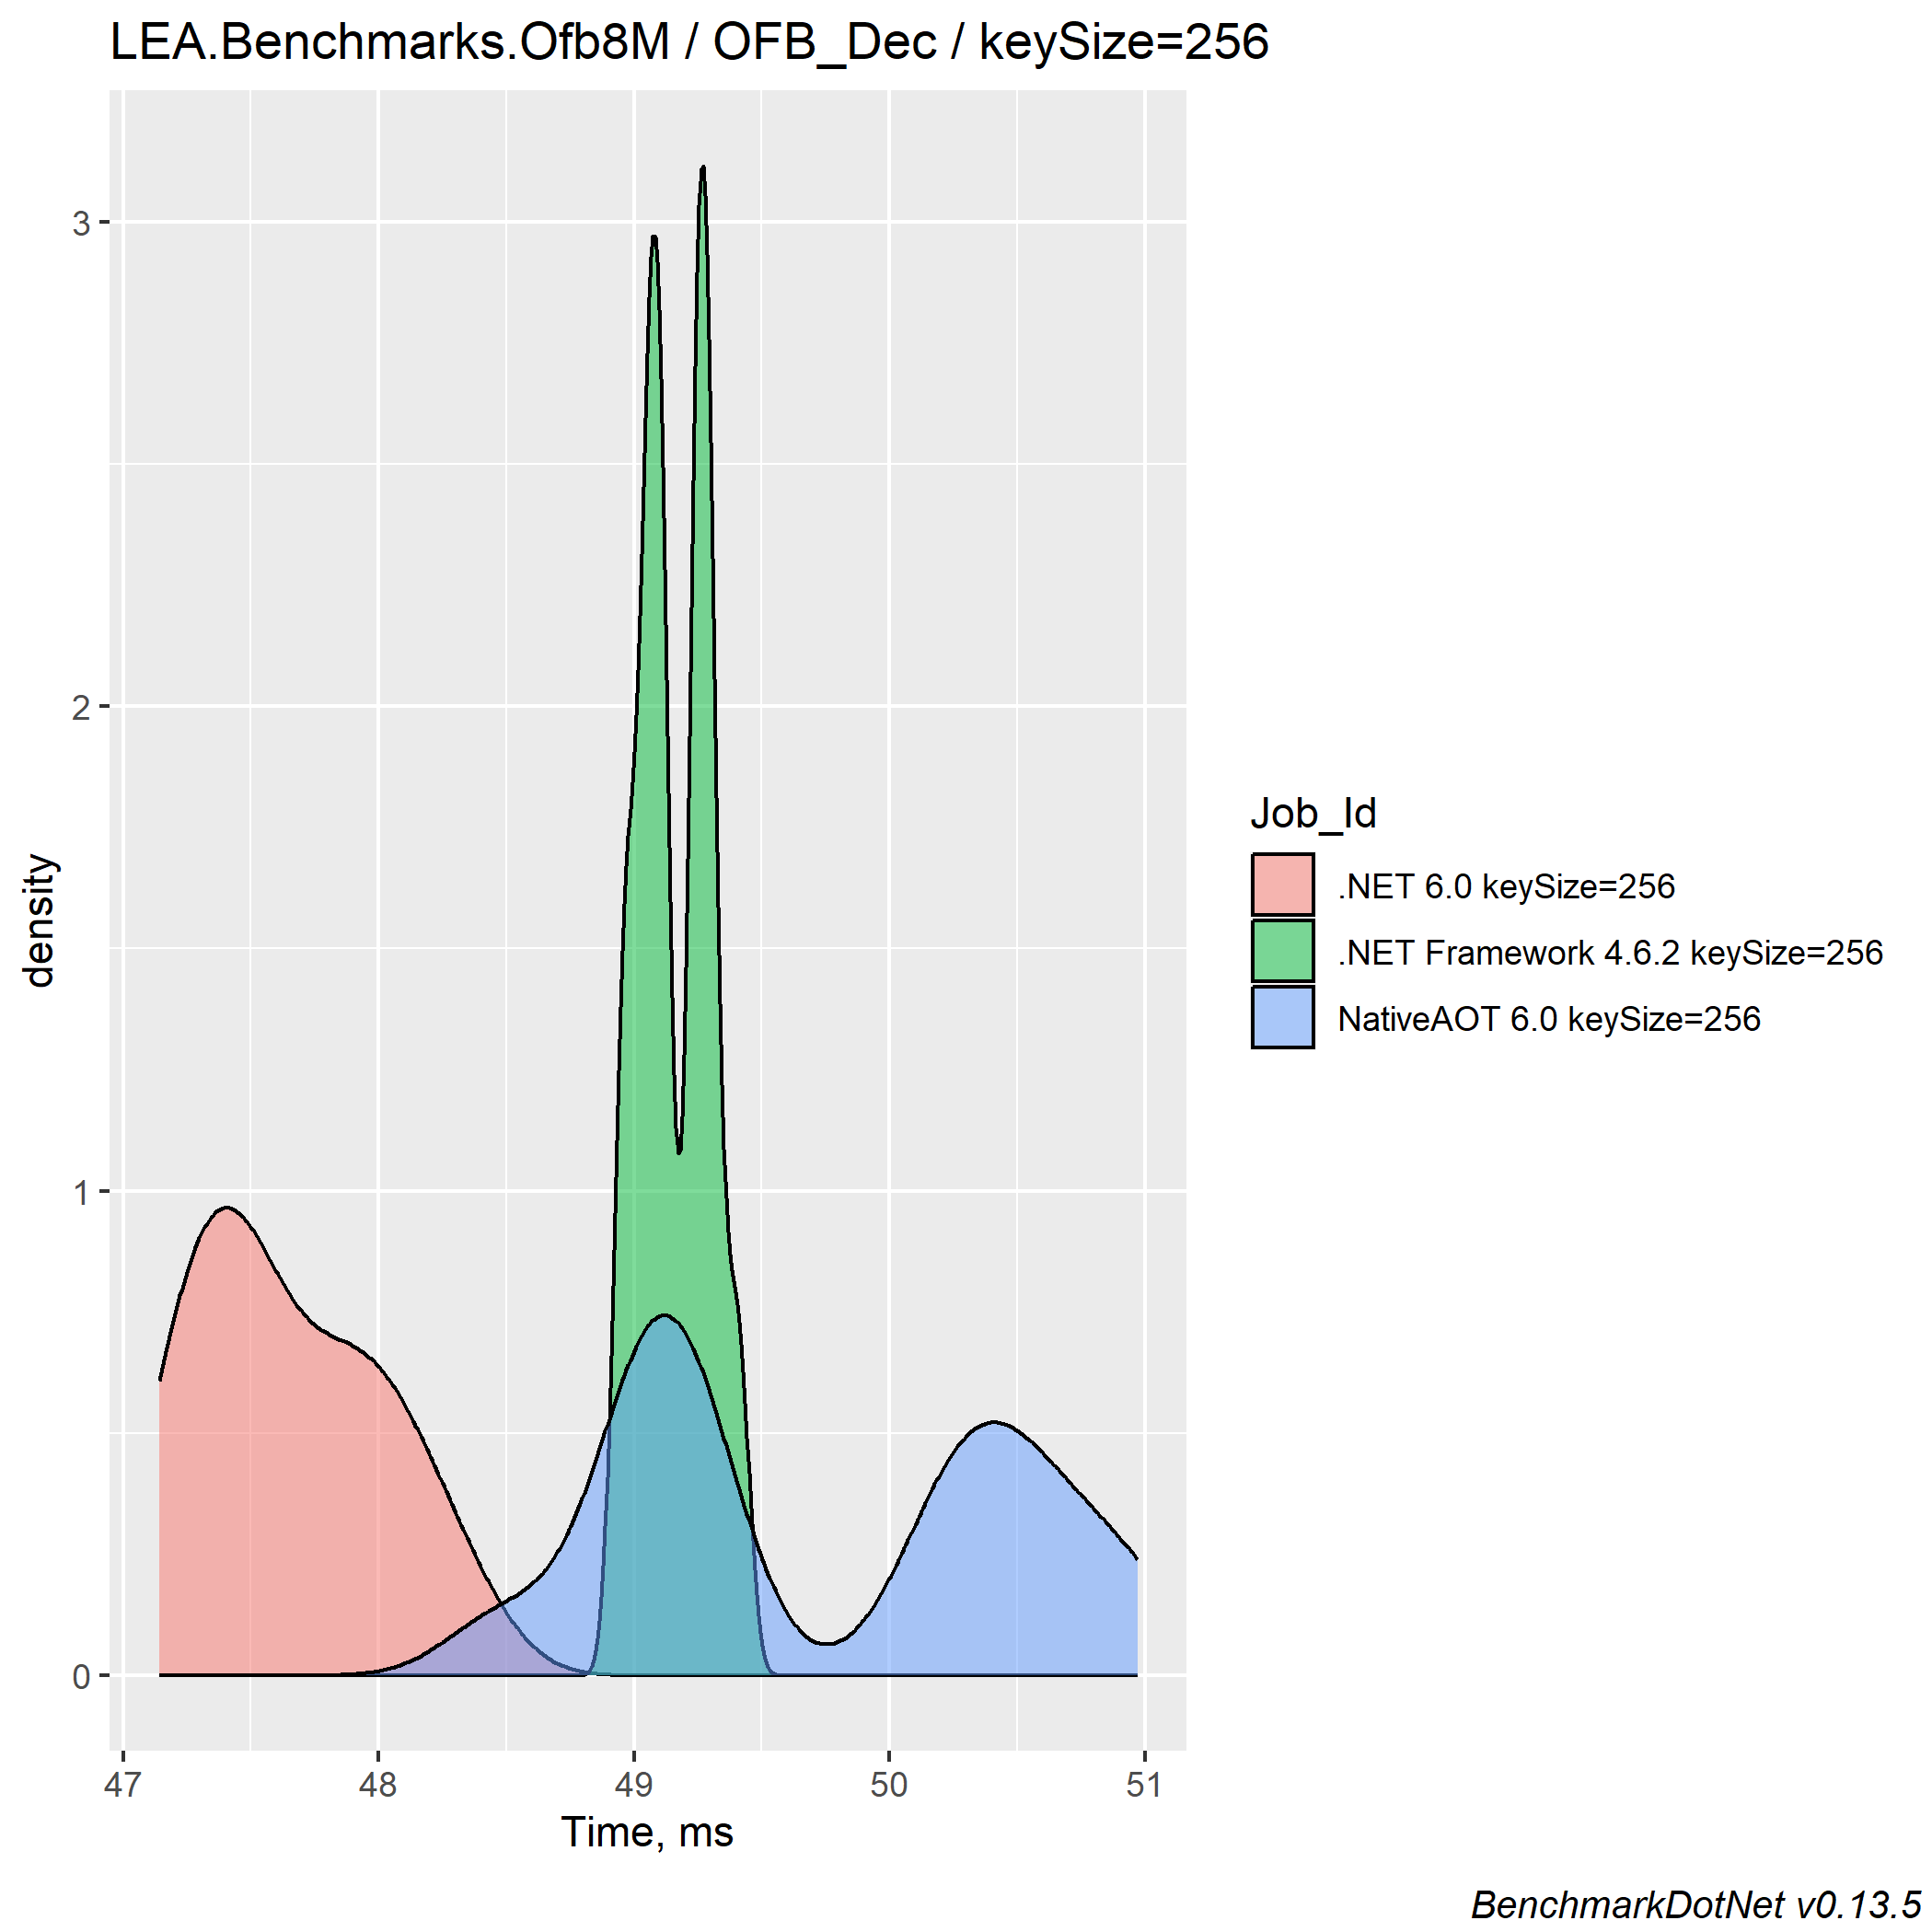 LEA.Benchmarks.Ofb8M / OFB_Dec / keySize=256
3
2
1
0
density
47 48 49 50 51
Time, ms
Job_Id
.NET 6.0 keySize=256
.NET Framework 4.6.2 keySize=256
NativeAOT 6.0 keySize=256
BenchmarkDotNet v0.13.5